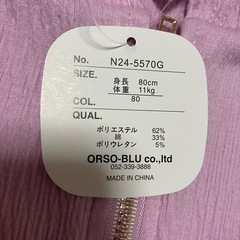 No. N24-5570G
SIZE.
身長 80cm
体重 11kg
COL. 80
QUAL.
ポリエステル 62%
綿 33%
ポリウレタン 5%
ORSO-BLU co.,ltd
052-339-3888
MADE IN CHINA